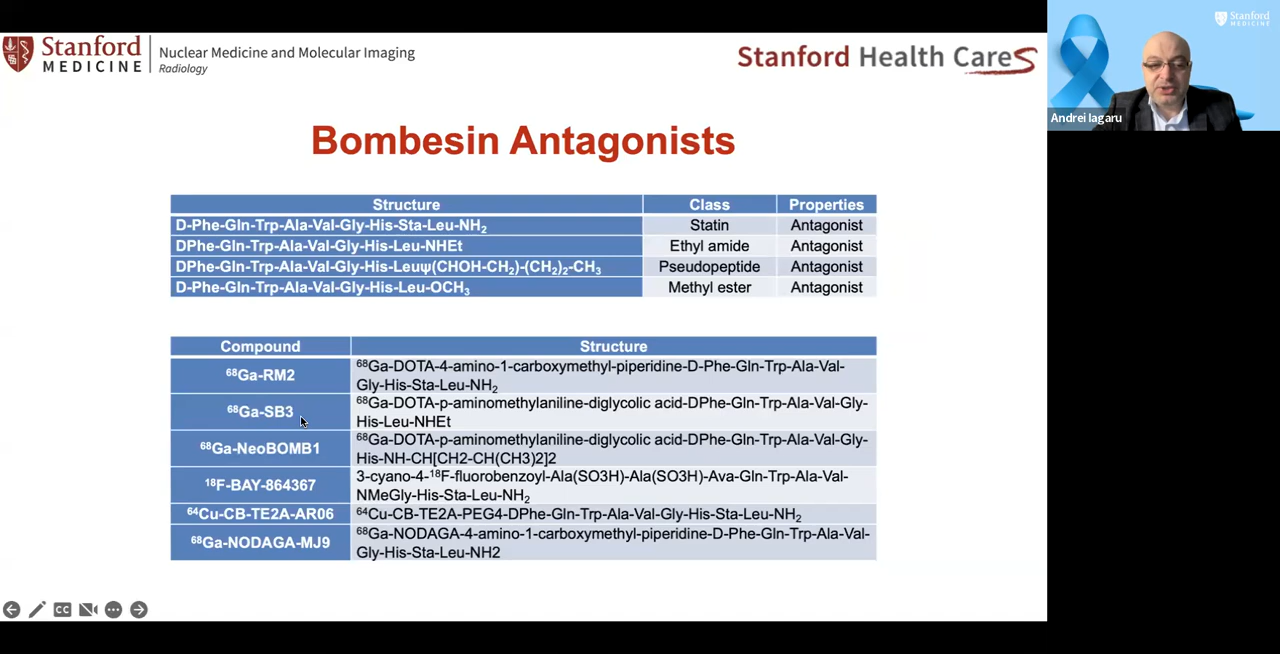 Stanford
MEDICINE
Nuclear Medicine and Molecular Imaging
Radiology
Stanford Health Care
Stanford
MEDICINE
Andrei Iagaru
Bombesin Antagonists
Structure Class Properties
D-Phe-Gln-Trp-Ala-Val-Gly-His-Sta-Leu-NH₂ Statin Antagonist
DPhe-Gln-Trp-Ala-Val-Gly-His-Leu-NHEt Ethyl amide Antagonist
DPhe-Gln-Trp-Ala-Val-Gly-His-Leuψ(CHOH-CH₂)-(CH₂)₂-CH₃ Pseudopeptide Antagonist
D-Phe-Gln-Trp-Ala-Val-Gly-His-Leu-OCH₃ Methyl ester Antagonist
Compound Structure
⁶⁸Ga-RM2 ⁶⁸Ga-DOTA-4-amino-1-carboxymethyl-piperidine-D-Phe-Gln-Trp-Ala-Val-
Gly-His-Sta-Leu-NH₂
⁶⁸Ga-SB3 ⁶⁸Ga-DOTA-p-aminomethylaniline-diglycolic acid-DPhe-Gln-Trp-Ala-Val-Gly-
His-Leu-NHEt
⁶⁸Ga-NeoBOMB1 ⁶⁸Ga-DOTA-p-aminomethylaniline-diglycolic acid-DPhe-Gln-Trp-Ala-Val-Gly-
His-NH-CH[CH2-CH(CH3)2]2
¹⁸F-BAY-864367 3-cyano-4-¹⁸F-fluorobenzoyl-Ala(SO3H)-Ala(SO3H)-Ava-Gln-Trp-Ala-Val-
NMeGly-His-Sta-Leu-NH₂
⁶⁴Cu-CB-TE2A-AR06 ⁶⁴Cu-CB-TE2A-PEG4-DPhe-Gln-Trp-Ala-Val-Gly-His-Sta-Leu-NH₂
⁶⁸Ga-NODAGA-MJ9 ⁶⁸Ga-NODAGA-4-amino-1-carboxymethyl-piperidine-D-Phe-Gln-Trp-Ala-Val-
Gly-His-Sta-Leu-NH2
CC